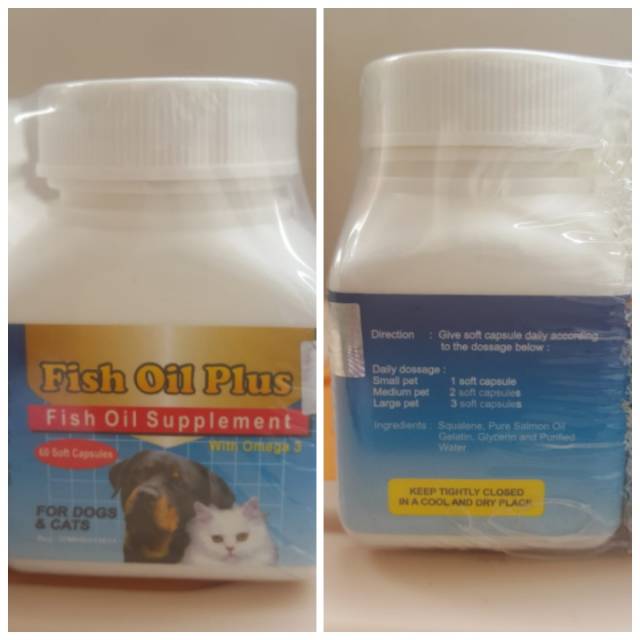 Fish Oil Plus
Fish Oil Supplement
With Omega 3
60 Soft Capsules
FOR DOGS
& CATS
Direction : Give soft capsule daily according
to the dossage below :
Daily dossage :
Small pet 1 soft capsule
Medium pet 2 soft capsules
Large pet 3 soft capsules
Ingredients : Squalene, Pure Salmon Oil
Gelatin, Glycerin and Purified
Water
KEEP TIGHTLY CLOSED
IN A COOL AND DRY PLACE